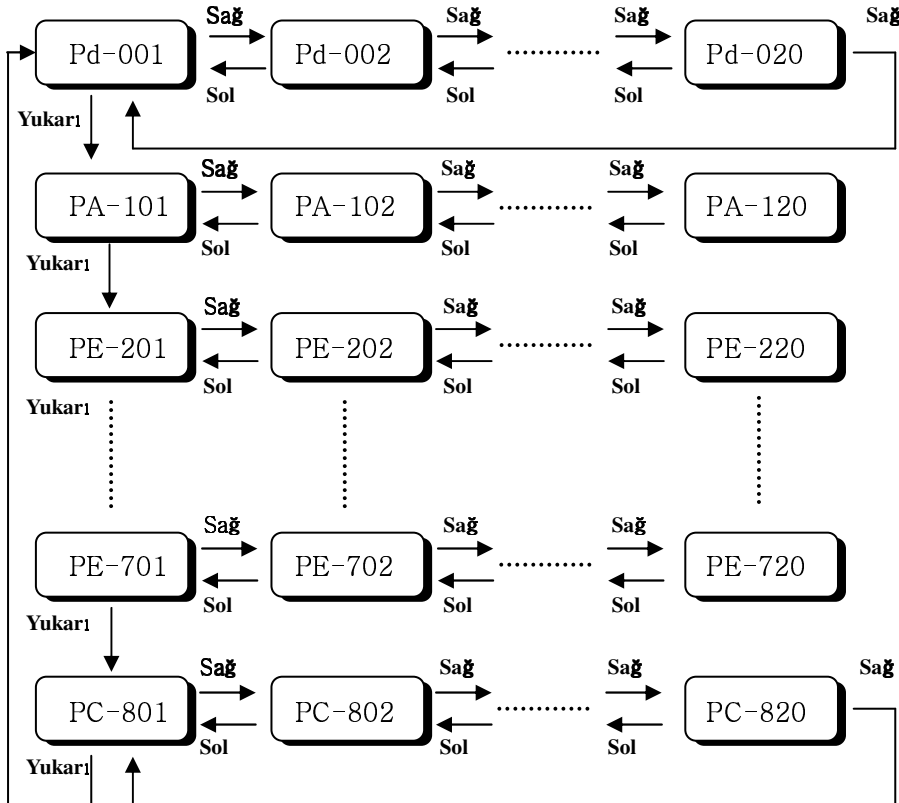 Sağ Sağ Sağ Sağ
Pd-001 Pd-002 ............ Pd-020
Sol Sol Sol
Yukarı
Sağ Sağ Sağ
PA-101 PA-102 ............ PA-120
Sol Sol Sol
Yukarı
Sağ Sağ Sağ
PE-201 PE-202 ............ PE-220
Sol Sol Sol
Yukarı
Sağ Sağ Sağ
PE-701 PE-702 ............ PE-720
Sol Sol Sol
Yukarı
Sağ Sağ Sağ Sağ
PC-801 PC-802 ............ PC-820
Sol Sol Sol
Yukarı